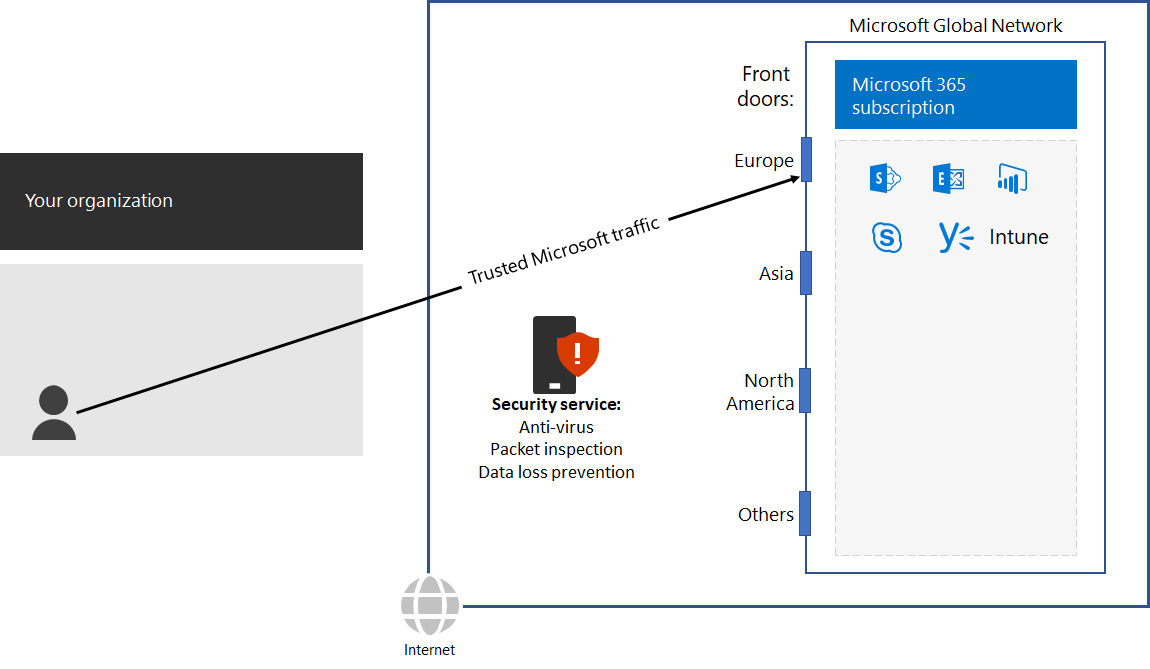 Microsoft Global Network
Front
doors:
Microsoft 365
subscription
Your organization
Europe
Trusted Microsoft traffic
S
E
S
Intune
Asia
Security service:
Anti-virus
Packet inspection
Data loss prevention
North
America
Others
Internet